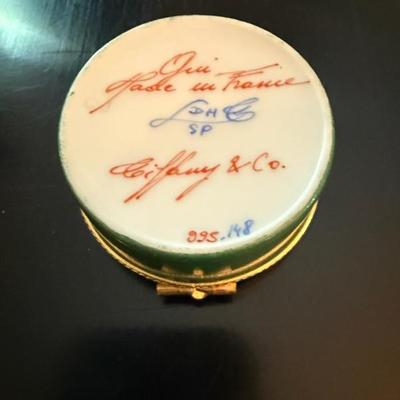 Made in France
SP
Tiffany & Co.
995-148